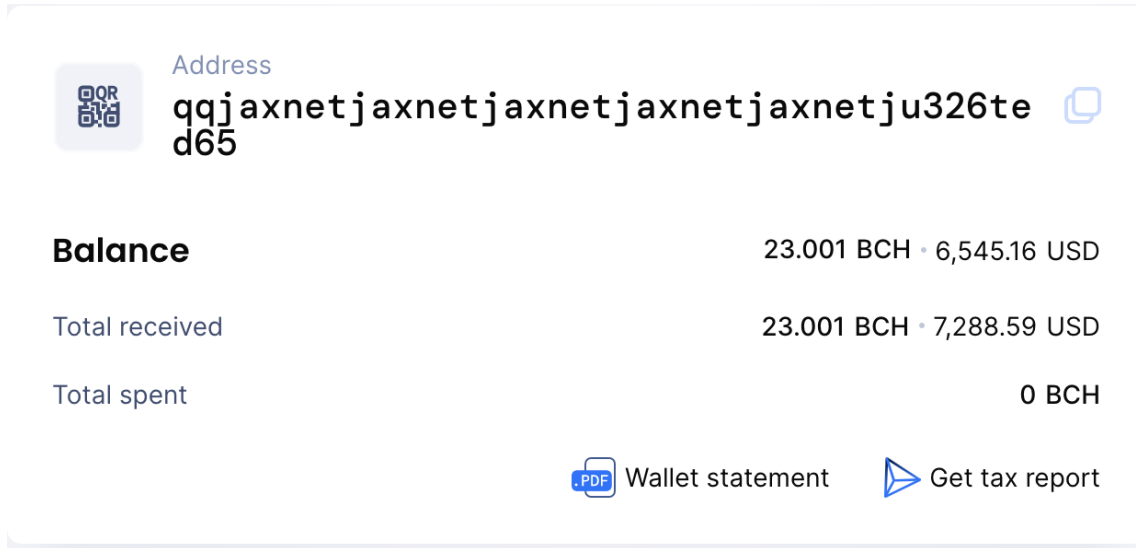 QR
Address
qqjaxnetjaxnetjaxnetjaxnetjaxnetju326te
d65
Balance 23.001 BCH • 6,545.16 USD
Total received 23.001 BCH • 7,288.59 USD
Total spent 0 BCH
.PDF Wallet statement Get tax report